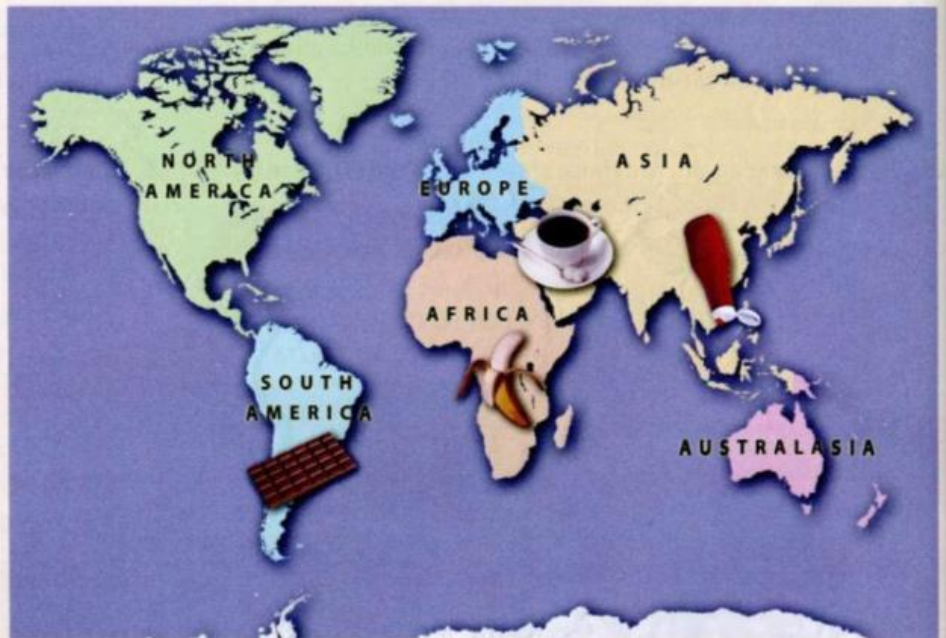 NORTH
AMERICA
EUROPE
ASIA
AFRICA
SOUTH
AMERICA
AUSTRALASIA